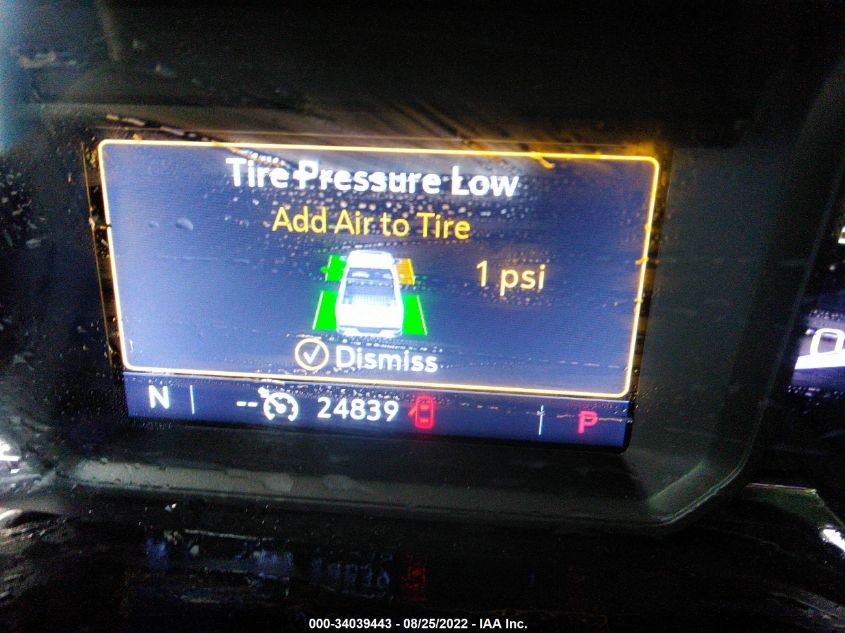 Tire Pressure Low
Add Air to Tire
1 psi
Dismiss
N -- 24839 P
000-34039443 - 08/25/2022 - IAA Inc.